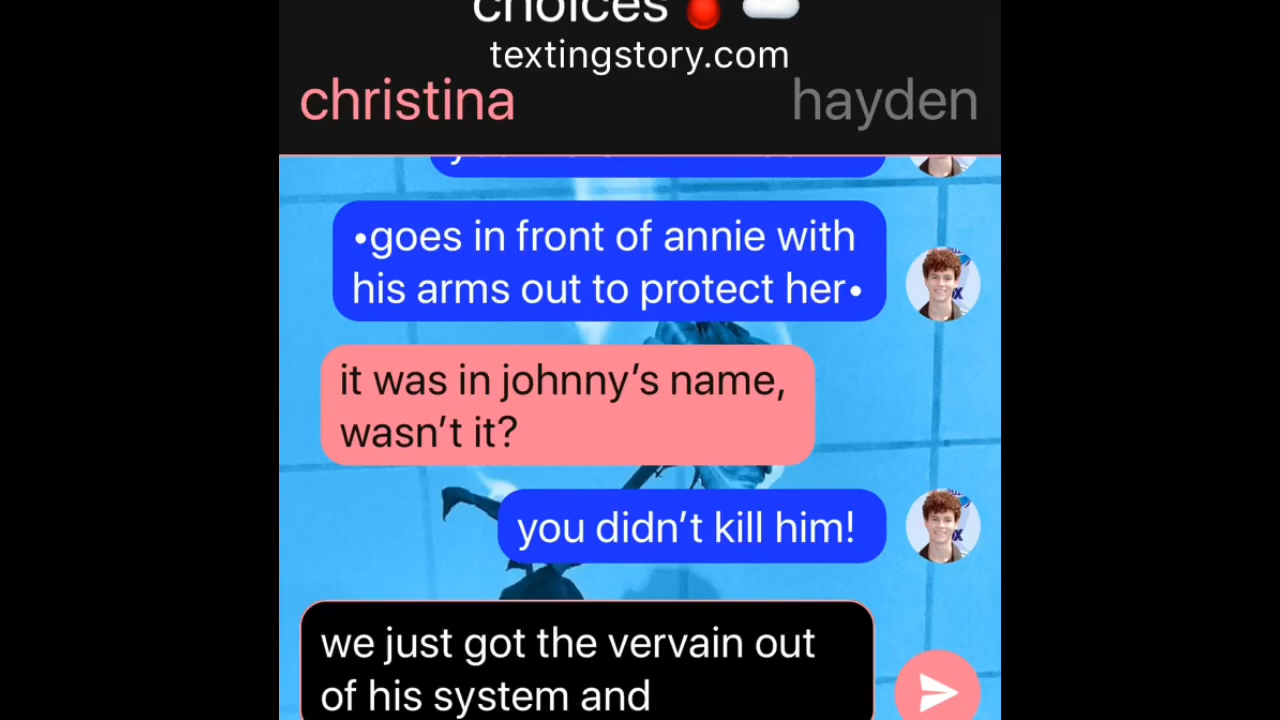 choices
textingstory.com
christina
hayden
•goes in front of annie with
his arms out to protect her•
it was in johnny's name,
wasn't it?
you didn't kill him!
we just got the vervain out
of his system and